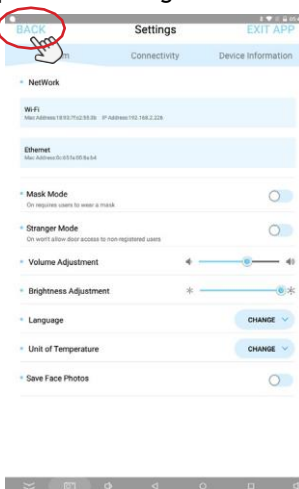 BACK Settings EXIT APP
Connectivity Device Information
NetWork
Wi-Fi
Ethernet
Mask Mode
On requires users to wear a mask
Stranger Mode
On won't allow door access to non-registered users
Volume Adjustment
Brightness Adjustment
Language CHANGE
Unit of Temperature CHANGE
Save Face Photos